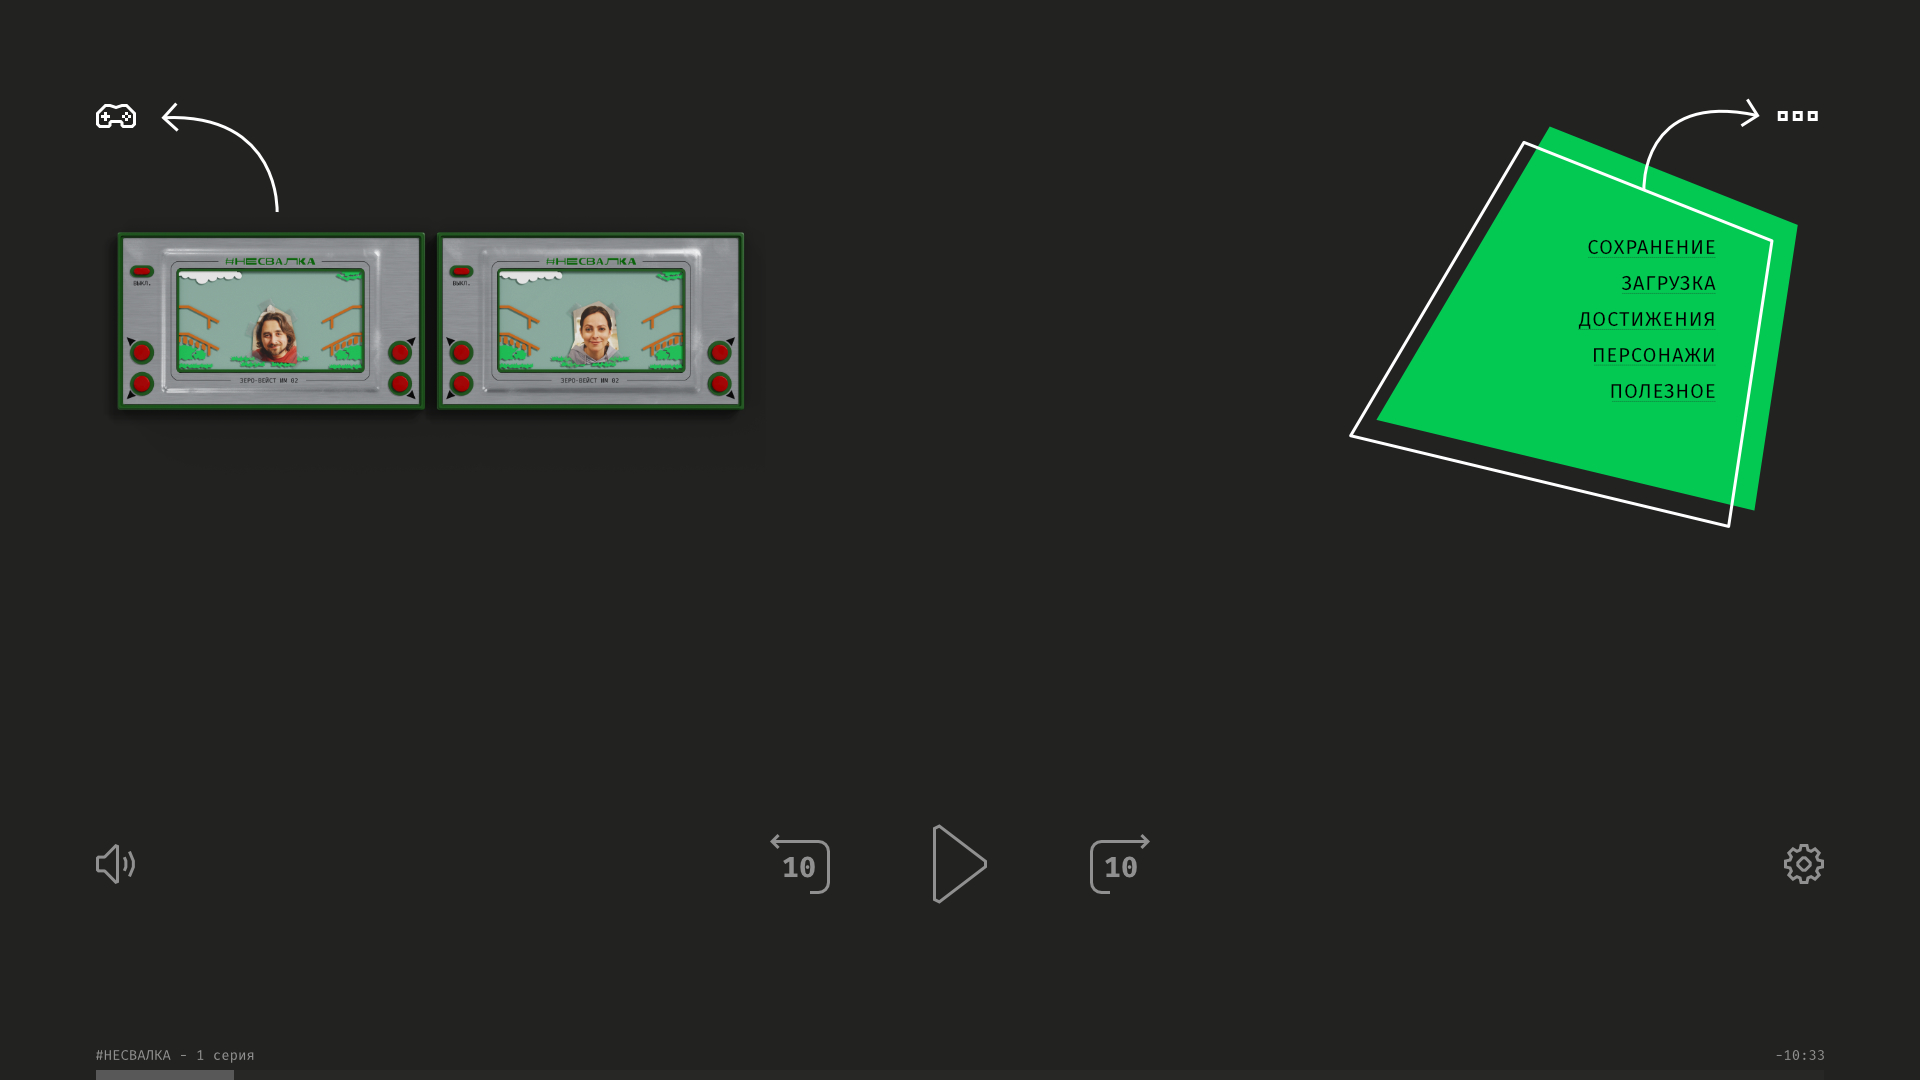 #НЕСВАЛКА
ВЫКЛ.
ЗЕРО-ВЕЙСТ ИМ 02
#НЕСВАЛКА
ВЫКЛ.
ЗЕРО-ВЕЙСТ ИМ 02
СОХРАНЕНИЕ
ЗАГРУЗКА
ДОСТИЖЕНИЯ
ПЕРСОНАЖИ
ПОЛЕЗНОЕ
10
10
#НЕСВАЛКА - 1 серия
-10:33